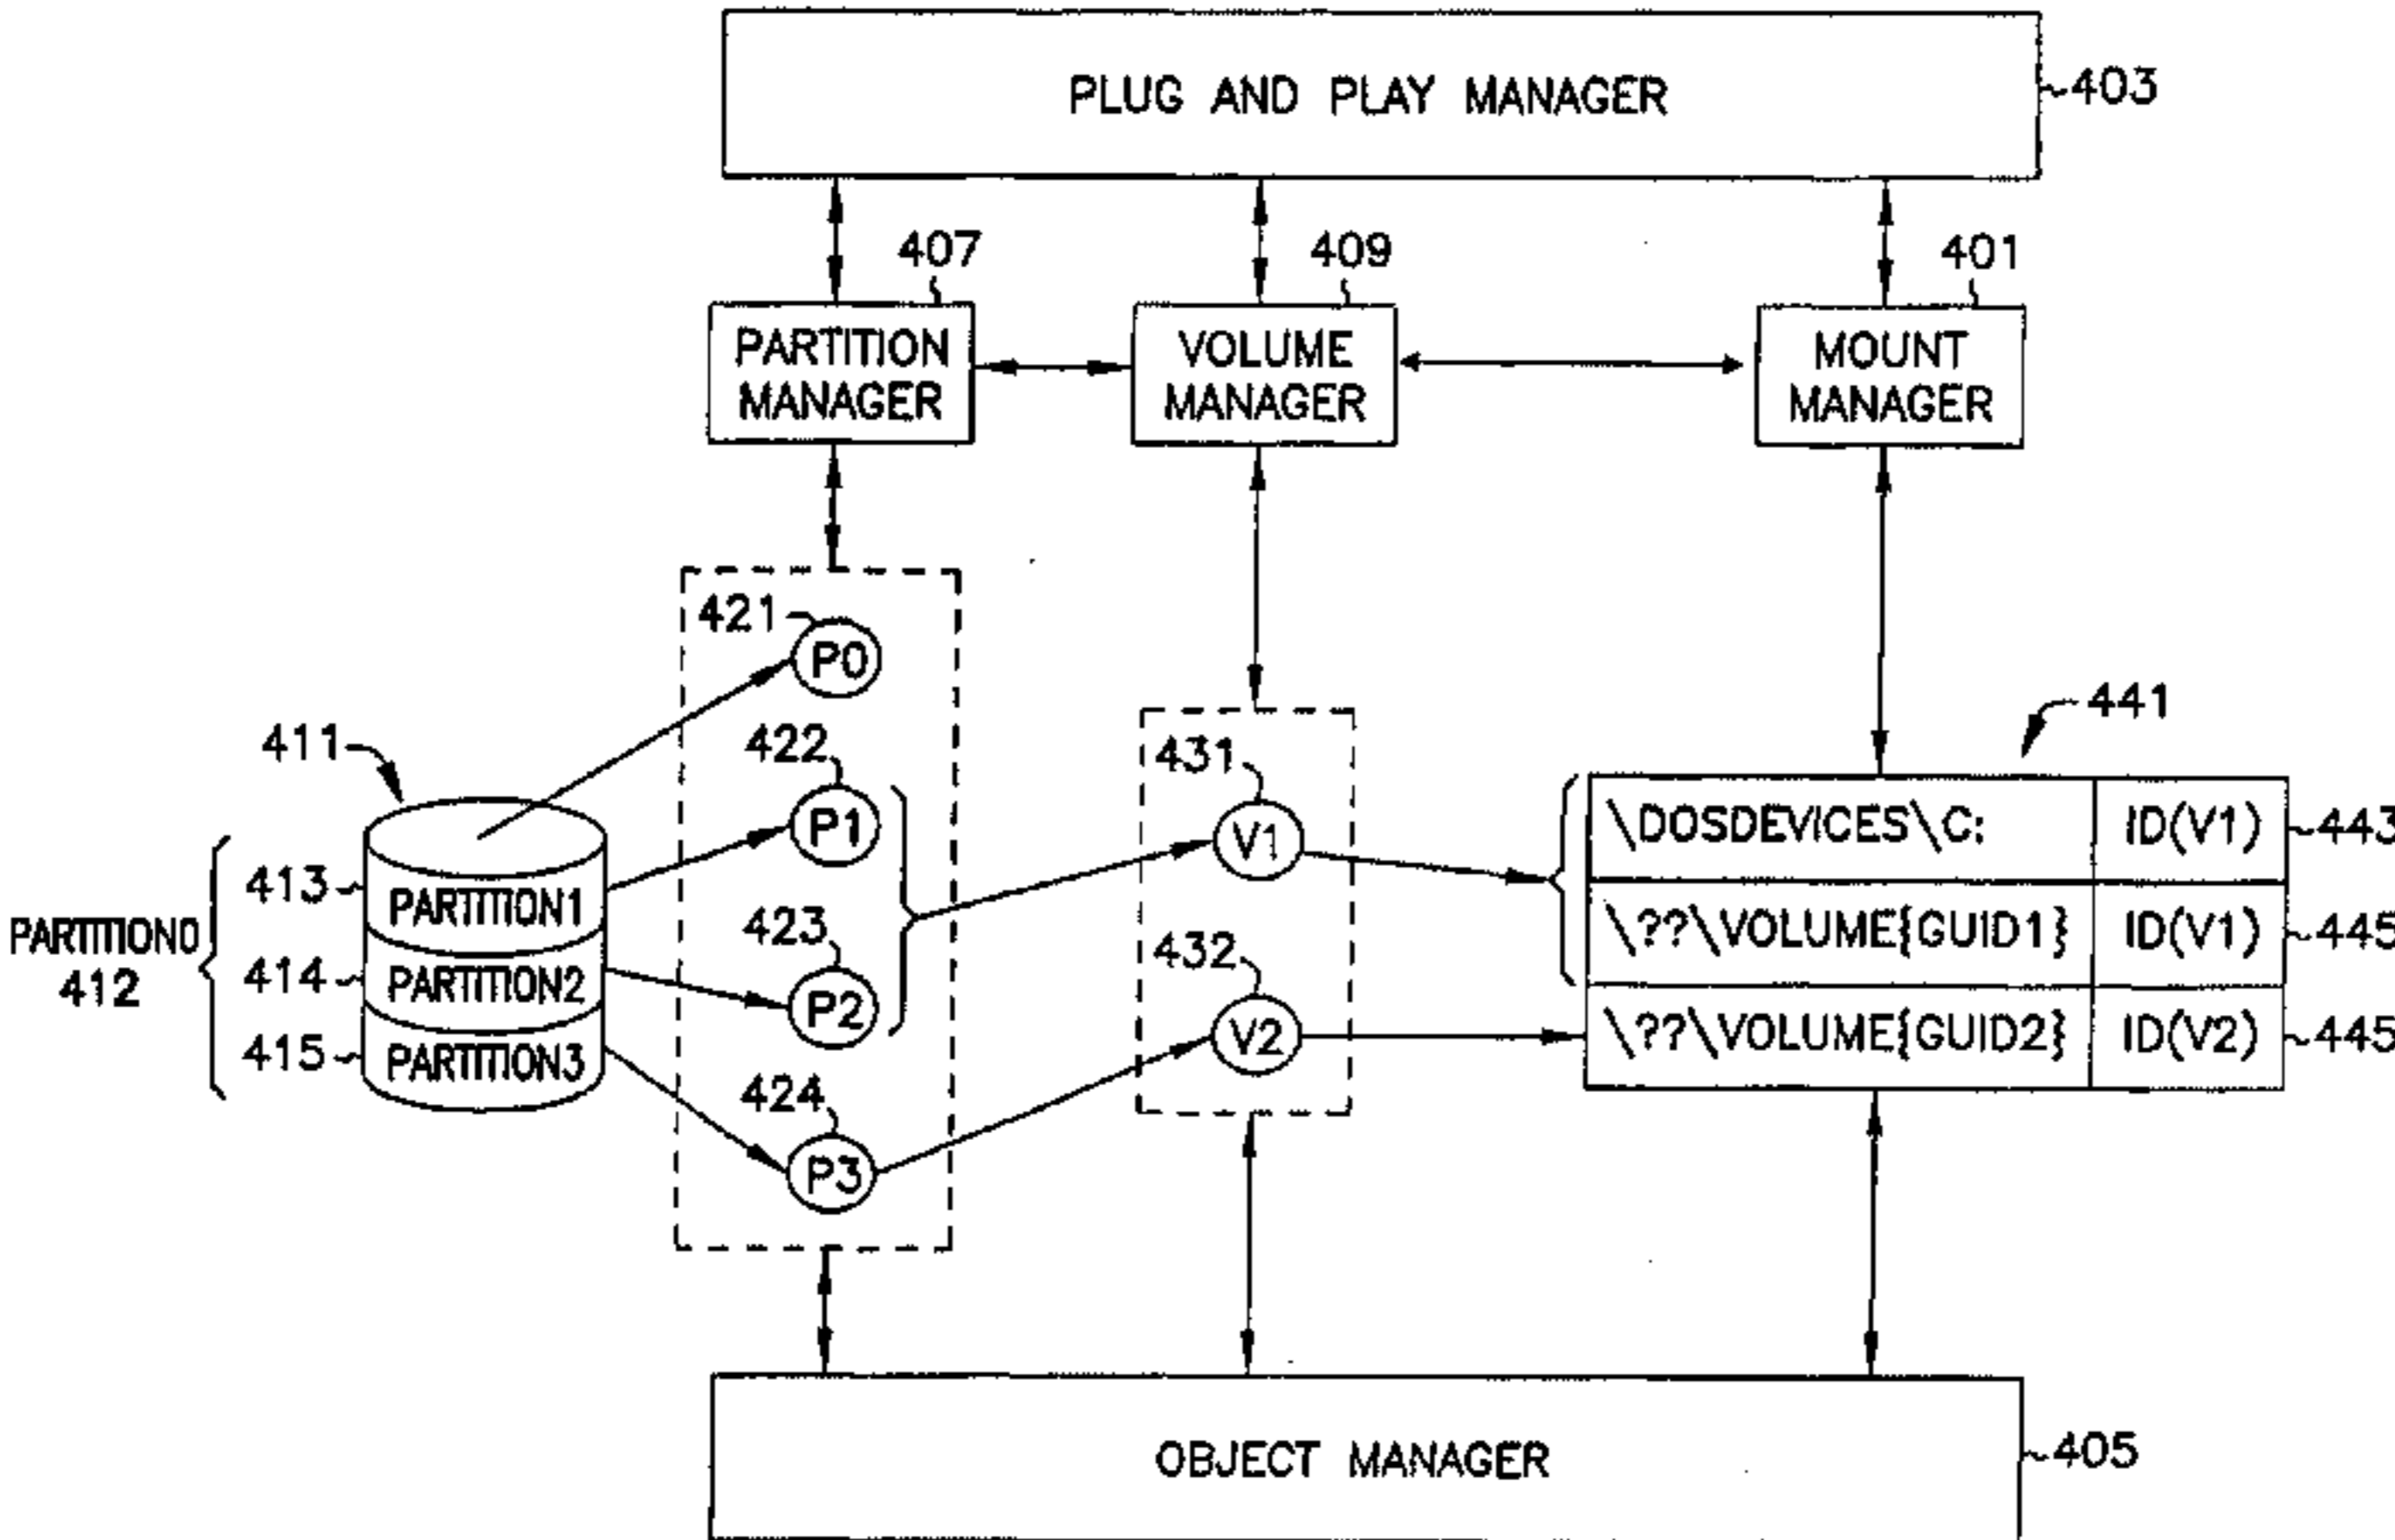 PLUG AND PLAY MANAGER
403
407
409
401
PARTITION
MANAGER
VOLUME
MANAGER
MOUNT
MANAGER
421
P0
411
422
P1
431
V1
441
\DOSDEVICES\C:
ID(V1)
443
413
PARTITION1
PARTITION0
412
423
P2
\??\VOLUME{GUID1}
ID(V1)
445
414
PARTITION2
432
V2
\??\VOLUME{GUID2}
ID(V2)
445
415
PARTITION3
424
P3
OBJECT MANAGER
405